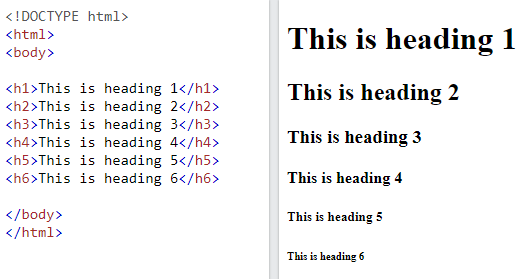 <!DOCTYPE html>
<html>
<body>
<h1>This is heading 1</h1>
<h2>This is heading 2</h2>
<h3>This is heading 3</h3>
<h4>This is heading 4</h4>
<h5>This is heading 5</h5>
<h6>This is heading 6</h6>
</body>
</html>
This is heading 1
This is heading 2
This is heading 3
This is heading 4
This is heading 5
This is heading 6